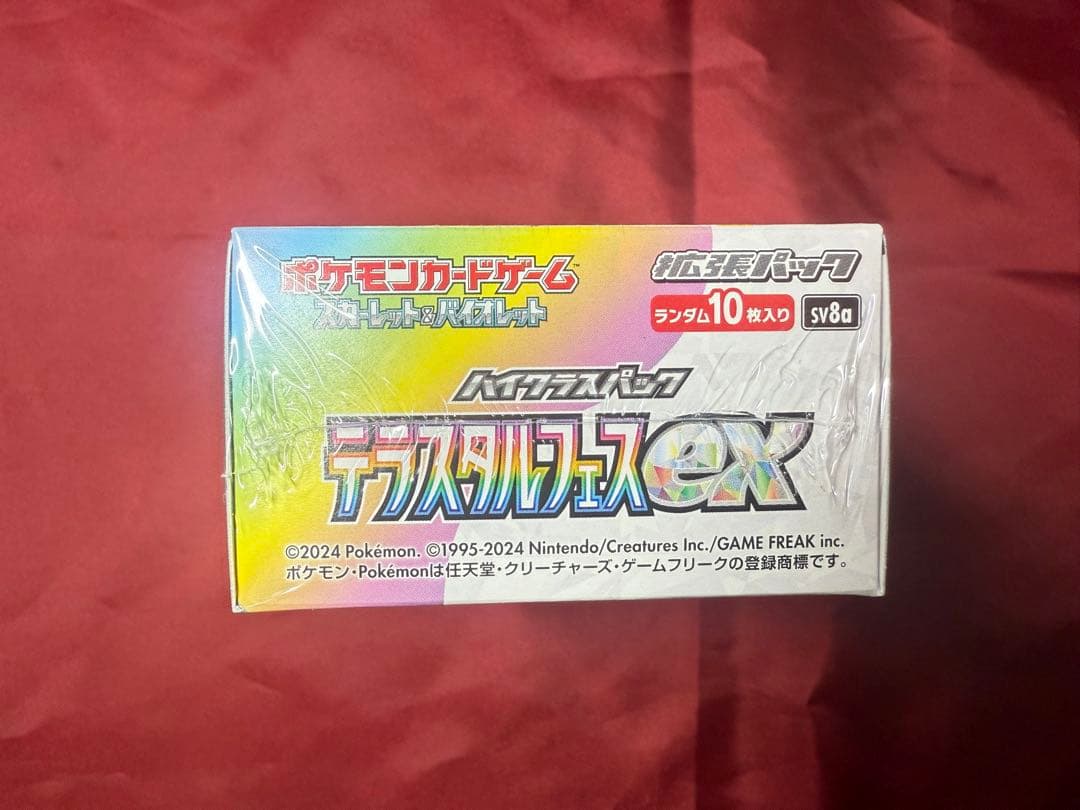 ポケモンカードゲーム™
スカーレット&バイオレット
拡張パック
ランダム10枚入り
SV8a
ハイクラスパック
テラスタルフェスex
©2024 Pokémon. ©1995-2024 Nintendo/Creatures Inc./GAME FREAK inc.
ポケモン・Pokémonは任天堂・クリーチャーズ・ゲームフリークの登録商標です。